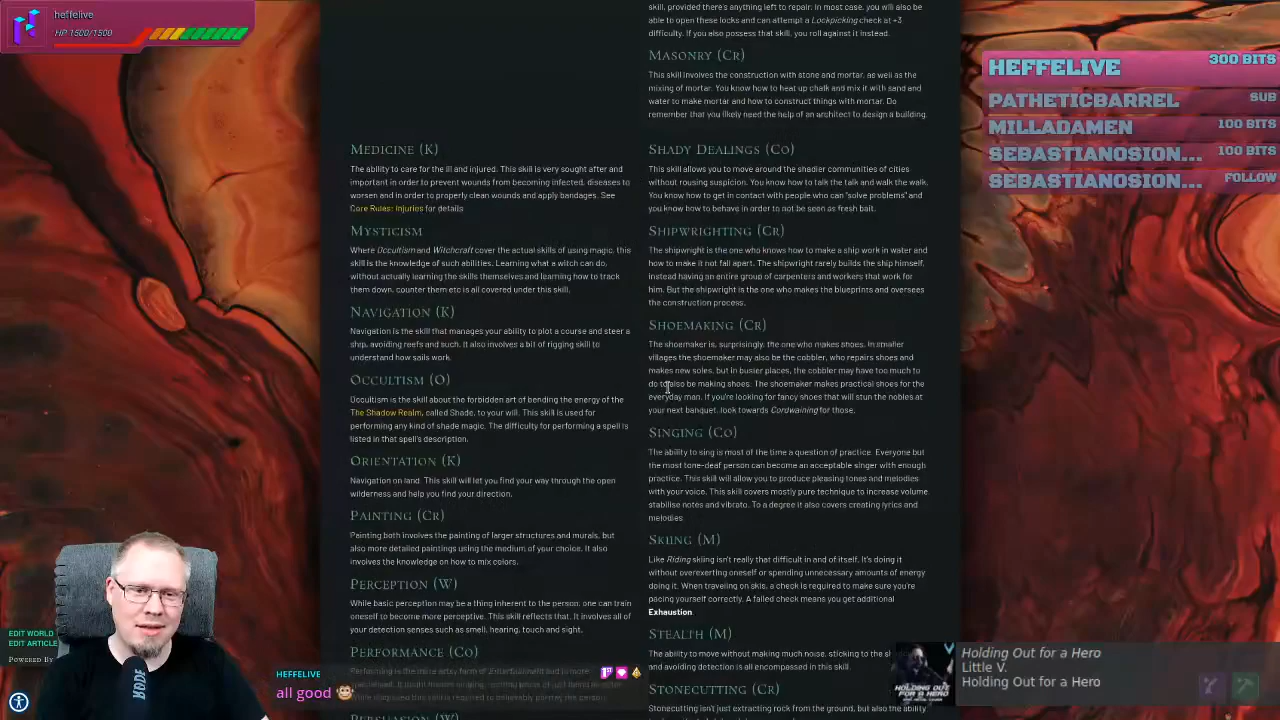 heffelive
HP 1500/1500
skill, provided there's anything left to repair. In most case, you will also be
able to open these locks and can attempt a Lockpicking check at +3
difficulty. If you also possess that skill, you roll against it instead.
Masonry (Cr)
This skill involves the construction with stone and mortar, as well as the
mixing of mortar. You know how to heat up chalk and mix it with sand and
water to make mortar and how to construct things with mortar. Do
remember that you likely need the help of an architect to design a building.
HEFFELIVE 300 BITS
PATHETICBARREL SUB
MILLADAMEN 100 BITS
SEBASTIANOSION... 100 BITS
SEBASTIANOSION... FOLLOW
Medicine (K)
The ability to care for the ill and injured. This skill is very sought after and
important in order to prevent wounds from becoming infected, diseases to
worsen and in order to properly clean wounds and apply bandages. See
Core Rules: Injuries for details
Mysticism
Where Occultism and Witchcraft cover the actual skills of using magic, this
skill is the knowledge of such abilities. Learning what a witch can do,
without actually learning the skills themselves and learning how to track
them down, counter them etc is all covered under this skill.
Navigation (K)
Navigation is the skill that manages your ability to plot a course and steer a
ship, avoiding reefs and such. It also involves a bit of rigging skill to
understand how sails work.
Occultism (O)
Occultism is the skill about the forbidden art of bending the energy of the
The Shadow Realm, called Shade, to your will. This skill is used for
performing any kind of shade magic. The difficulty for performing a spell is
listed in that spell's description.
Orientation (K)
Navigation on land. This skill will let you find your way through the open
wilderness and help you find your direction.
Painting (Cr)
Painting both involves the painting of larger structures and murals, but
also more detailed paintings using the medium of your choice. It also
involves the knowledge on how to mix colors.
Perception (W)
While basic perception may be a thing inherent to the person, one can train
oneself to become more perceptive. This skill reflects that. It involves all of
your detection senses such as smell, hearing, touch and sight.
Performance (Co)
Shady Dealings (Co)
This skill allows you to move around the shadier communities of cities
without rousing suspicion. You know how to talk the talk and walk the walk.
You know how to get in contact with people who can "solve problems" and
you know how to behave in order to not be seen as fresh bait.
Shipwrighting (Cr)
The shipwright is the one who knows how to make a ship work in water and
how to make it not fall apart. The shipwright rarely builds the ship himself,
instead having an entire group of carpenters and workers that work for
him. But the shipwright is the one who makes the blueprints and oversees
the construction process.
Shoemaking (Cr)
The shoemaker is, surprisingly, the one who makes shoes. In smaller
villages the shoemaker may also be the cobbler, who repairs shoes and
makes new soles, but in busier places, the cobbler may have too much to
do to also be making shoes. The shoemaker makes practical shoes for the
everyday man. If you're looking for fancy shoes that will stun the nobles at
your next banquet, look towards Cordwaining for those.
Singing (Co)
The ability to sing is most of the time a question of practice. Everyone but
the most tone-deaf person can become an acceptable singer with enough
practice. This skill will allow you to produce pleasing tones and melodies
with your voice. This skill covers mostly pure technique to increase volume,
stabilise notes and vibrato. To a degree it also covers creating lyrics and
melodies
Skiing (M)
Like Riding skiing isn't really that difficult in and of itself. It's doing it
without overexerting oneself or spending unnecessary amounts of energy
doing it. When traveling on skis, a check is required to make sure you're
pacing yourself correctly. A failed check means you get additional
Exhaustion.
Stealth (M)
The ability to move without making much noise, sticking to the
and avoiding detection is all encompassed in this skill.
Stonecutting (Cr)
Stonecutting isn't just extracting rock from the ground, but also the ability
EDIT WORLD
EDIT ARTICLE
POWERED BY
HEFFELIVE
all good
Holding Out for a Hero
Little V.
Holding Out for a Hero